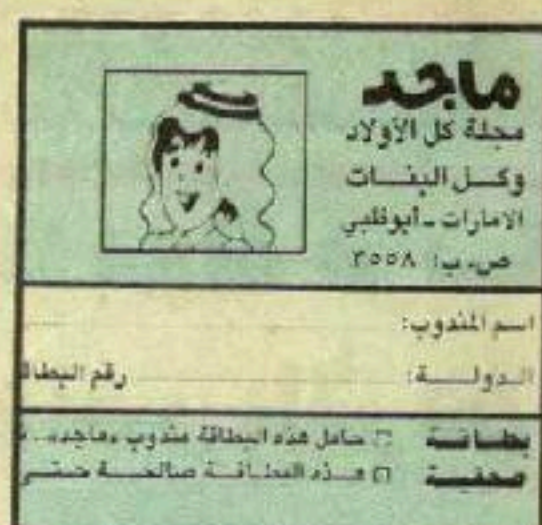 ماجد
مجلة كل الأولاد
وكل البنات
الامارات - أبوظبي
ص. ب: ٣٥٥٨
اسم المندوب:
الدولة: رقم البطاقة
بطاقة حامل هذه البطاقة مندوب «ماجد»
صحفية هذه البطاقة صالحة حتى